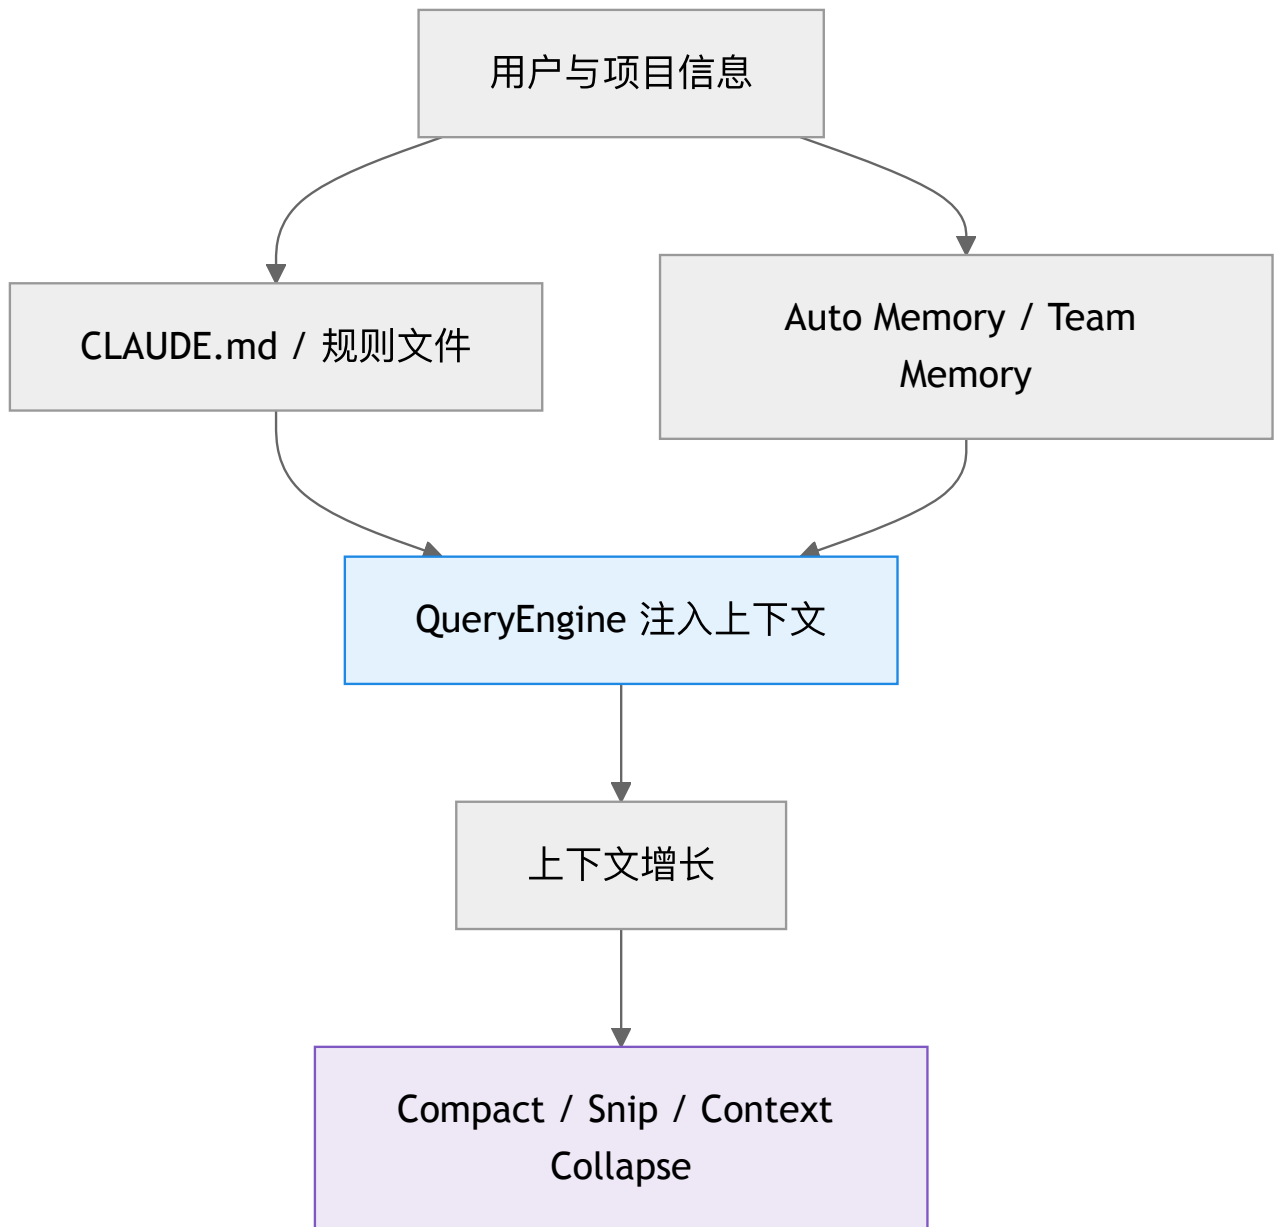 用户与项目信息
CLAUDE.md / 规则文件
Auto Memory / Team
Memory
QueryEngine 注入上下文
上下文增长
Compact / Snip / Context
Collapse